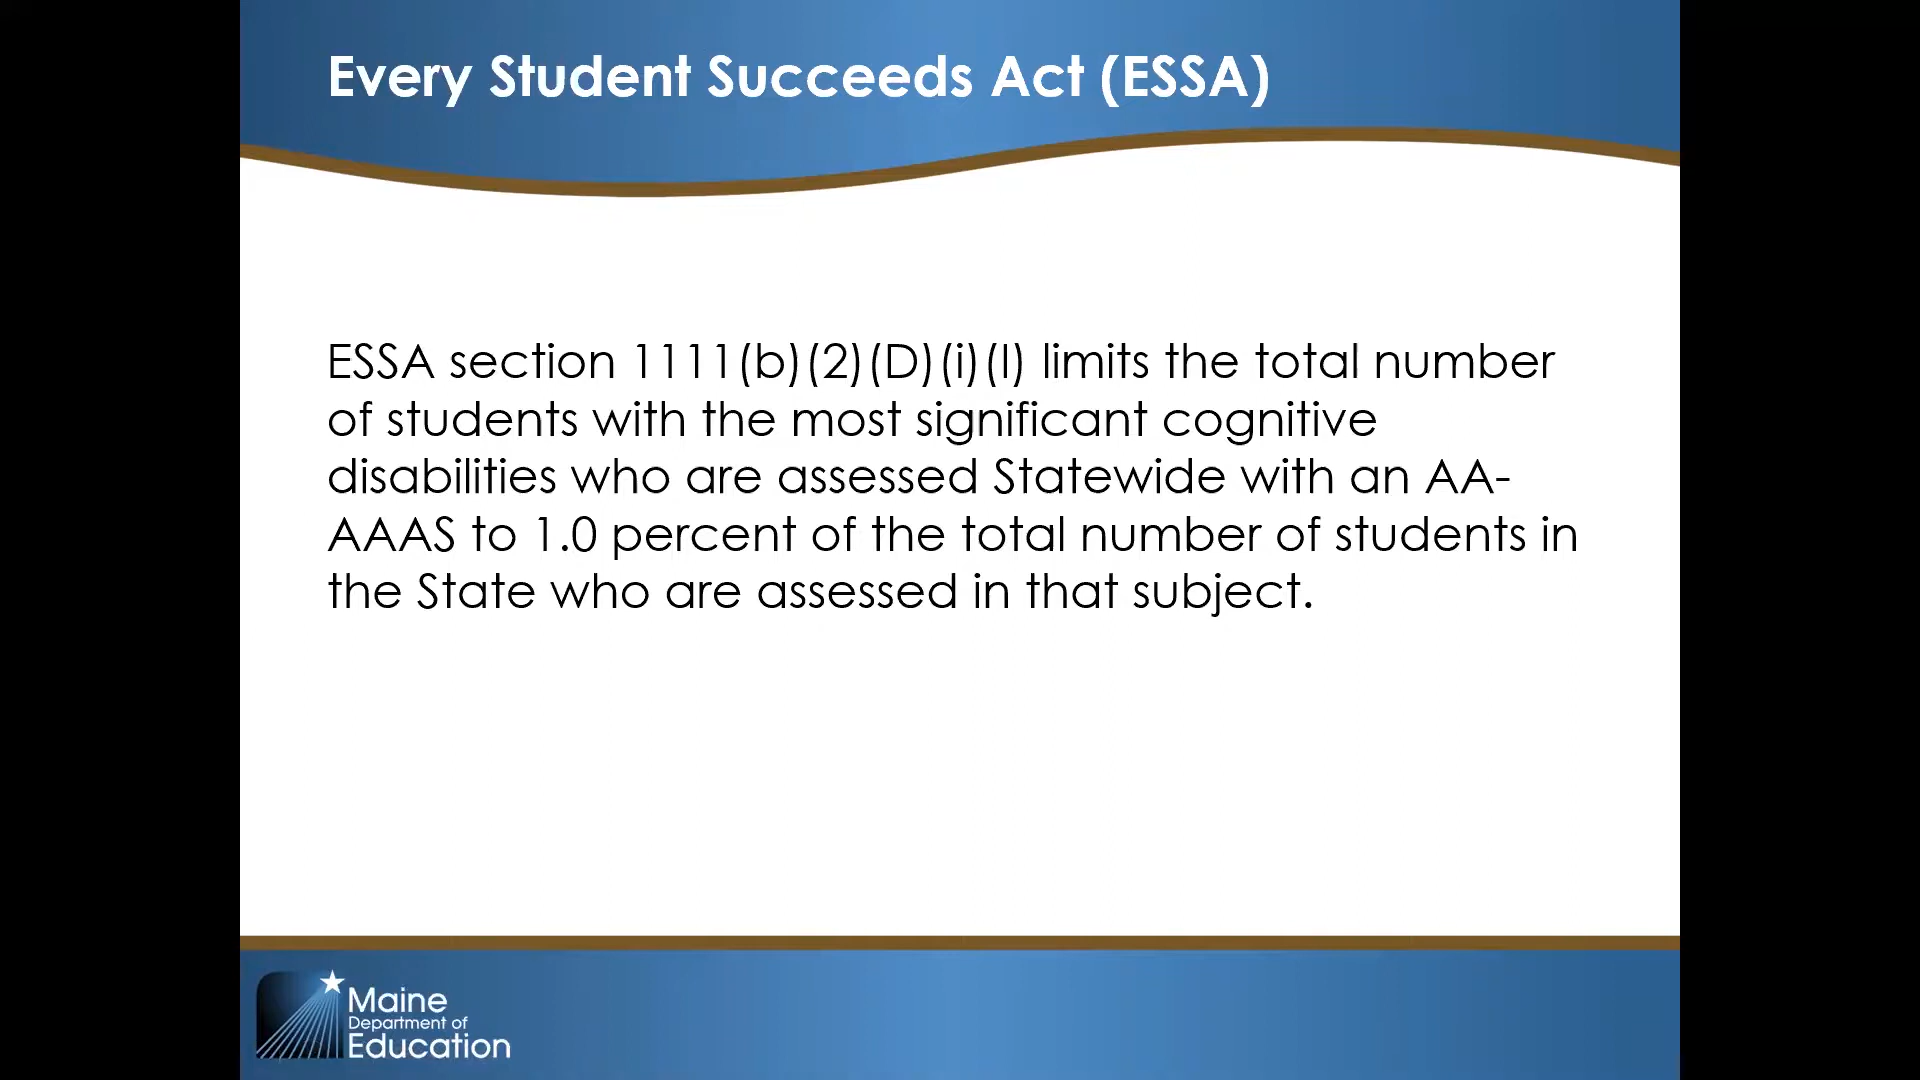 Every Student Succeeds Act (ESSA)
ESSA section 1111(b)(2)(D)(i)(I) limits the total number
of students with the most significant cognitive
disabilities who are assessed Statewide with an AA-
AAAS to 1.0 percent of the total number of students in
the State who are assessed in that subject.
Maine
Department of
Education